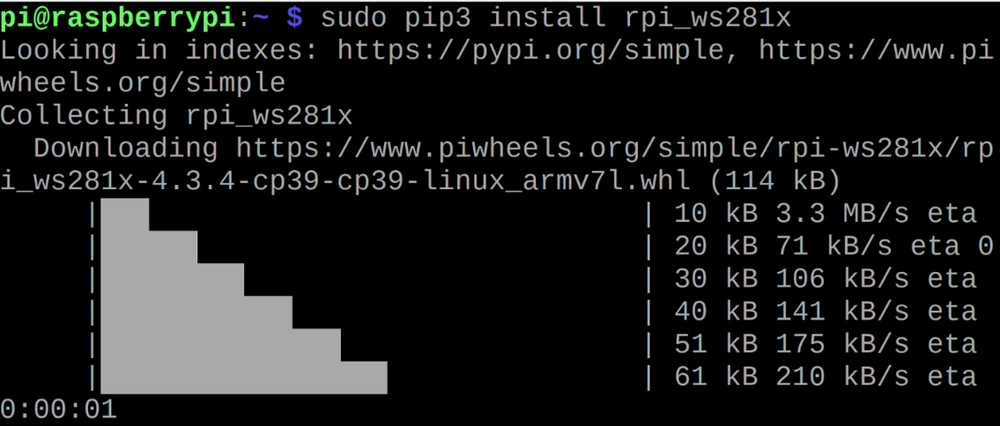 pi@raspberrypi:~ $ sudo pip3 install rpi_ws281x
Looking in indexes: https://pypi.org/simple, https://www.pi
wheels.org/simple
Collecting rpi_ws281x
  Downloading https://www.piwheels.org/simple/rpi-ws281x/rp
i_ws281x-4.3.4-cp39-cp39-linux_armv7l.whl (114 kB)
| | 10 kB 3.3 MB/s eta
| | 20 kB 71 kB/s eta 0
| | 30 kB 106 kB/s eta
| | 40 kB 141 kB/s eta
| | 51 kB 175 kB/s eta
| | 61 kB 210 kB/s eta
0:00:01